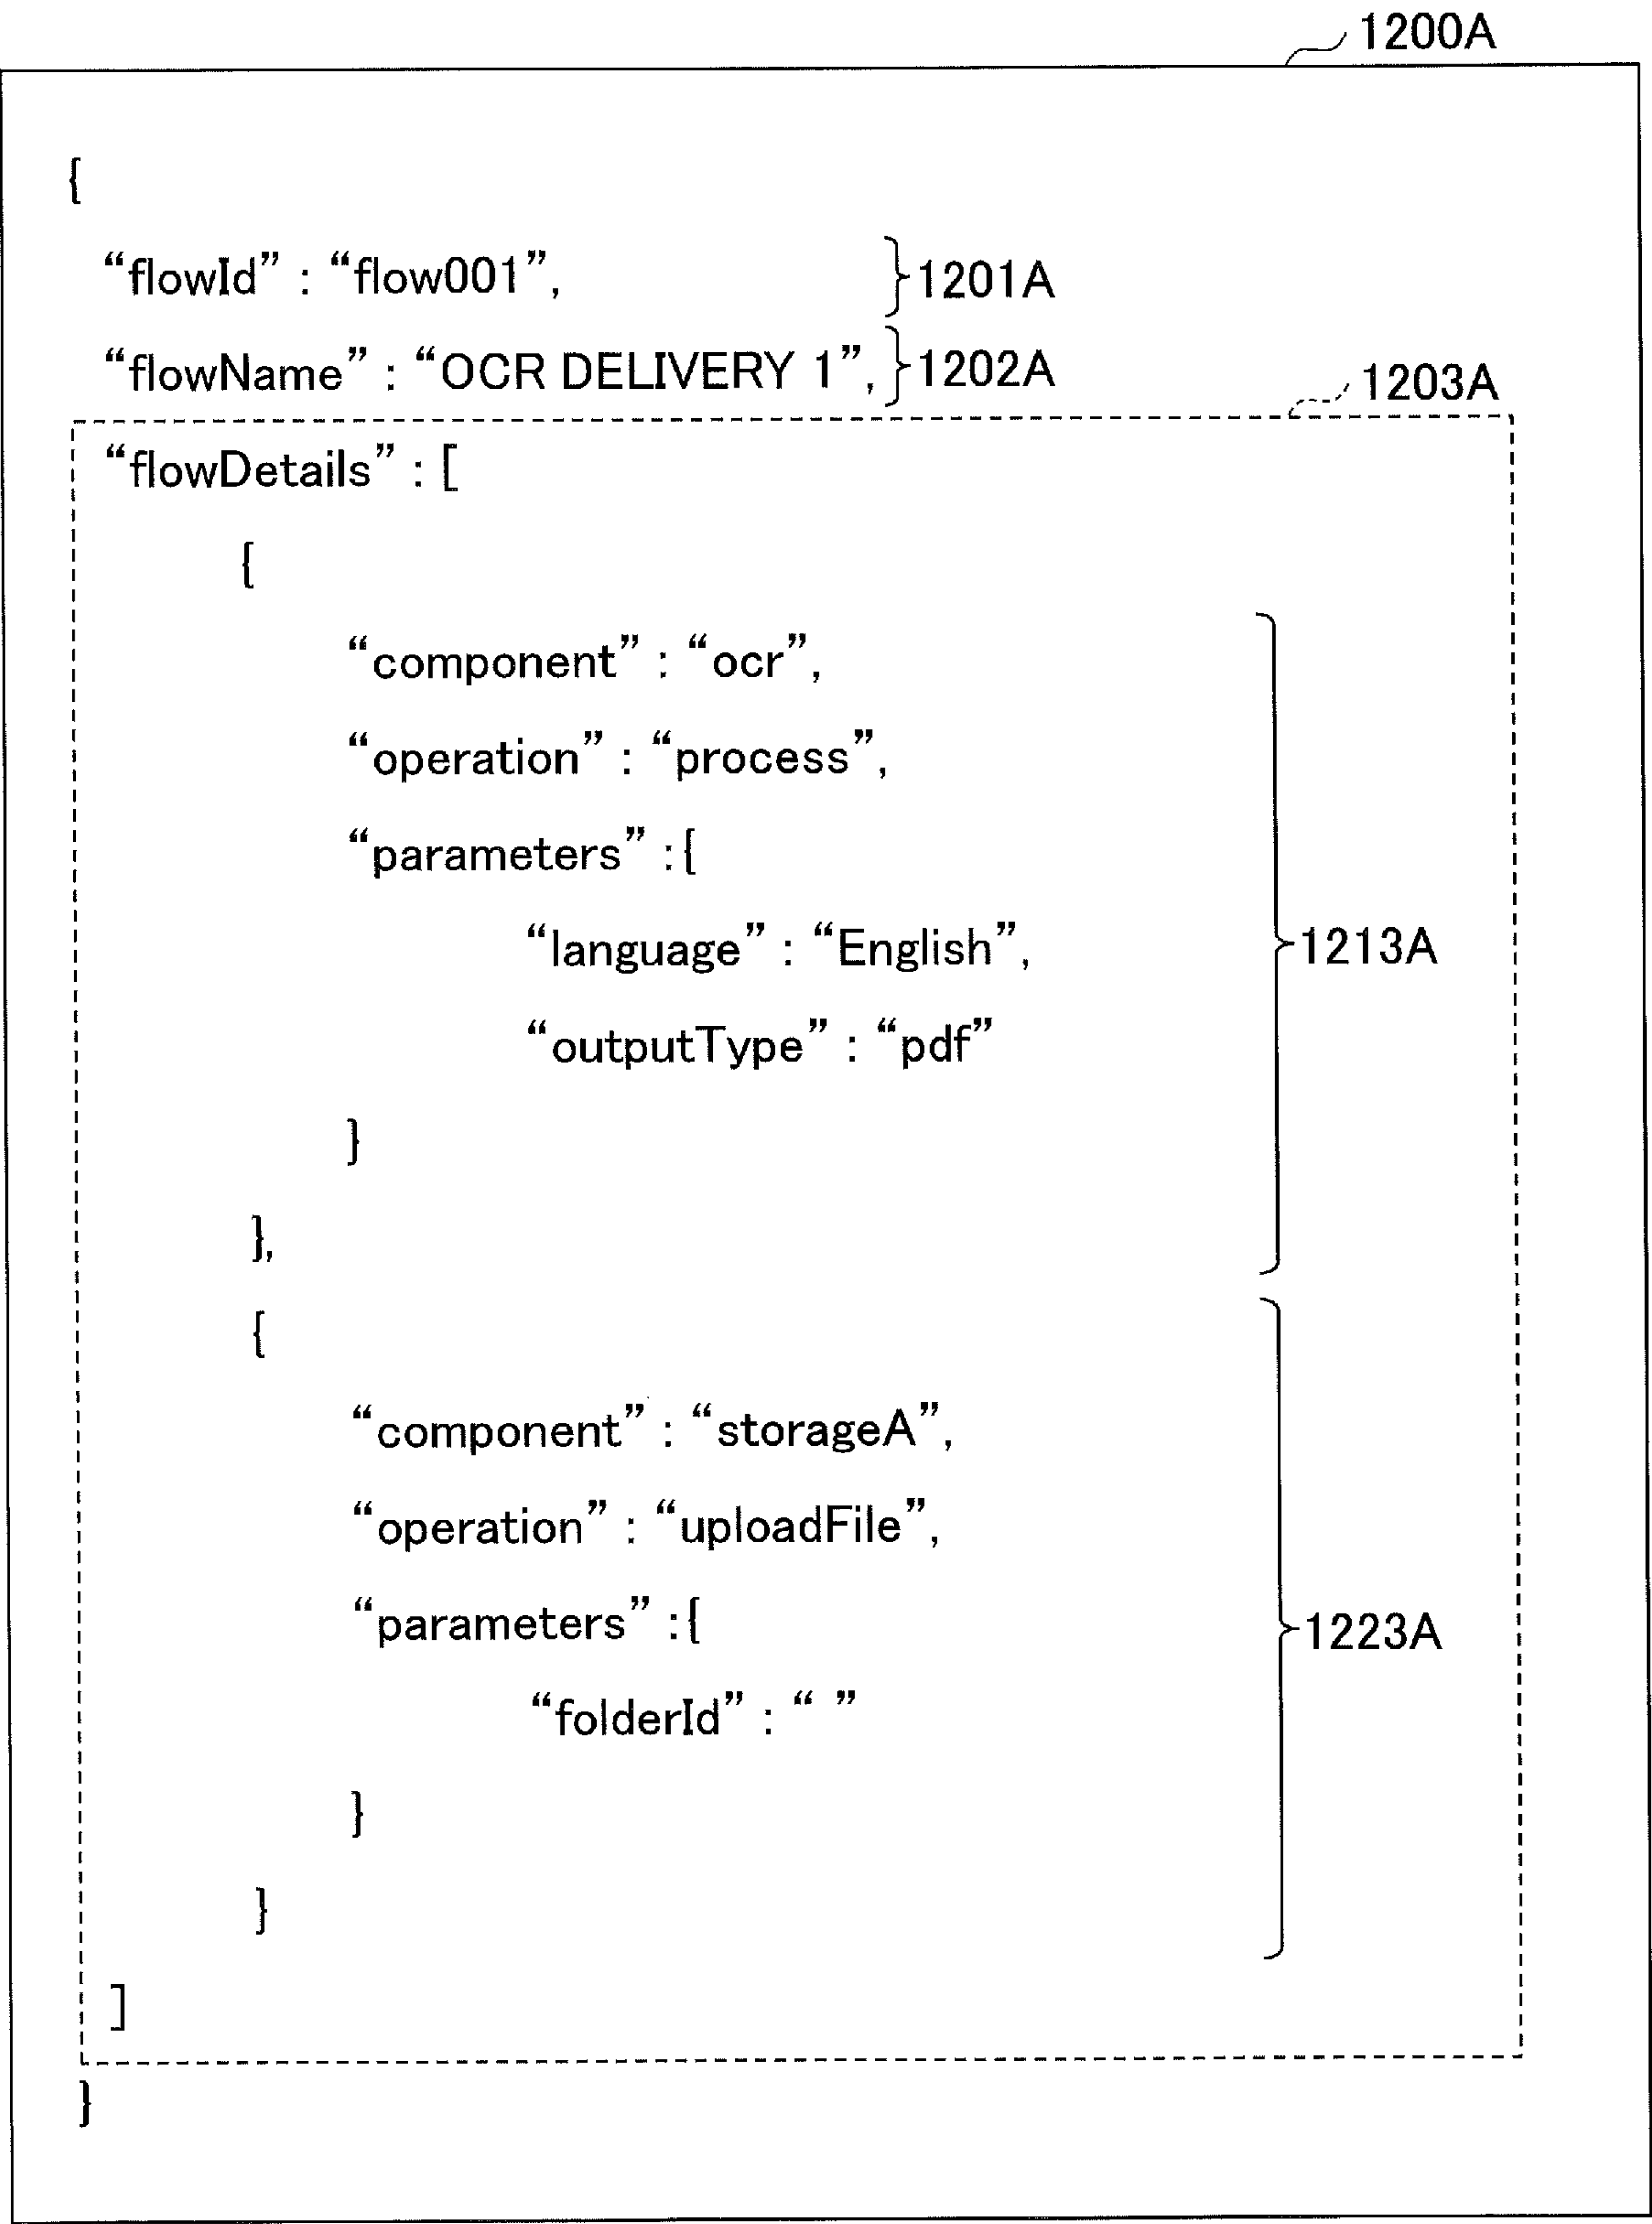 1200A
{
“flowId” : “flow001”,
1201A
“flowName” : “OCR DELIVERY 1”,
1202A
1203A
“flowDetails” : [
{
“component” : “ocr”,
“operation” : “process”,
“parameters” :{
“language” : “English”,
1213A
“outputType” : “pdf”
}
},
{
“component” : “storageA”,
“operation” : “uploadFile”,
“parameters” :{
1223A
“folderId” : “ ”
}
}
]
}